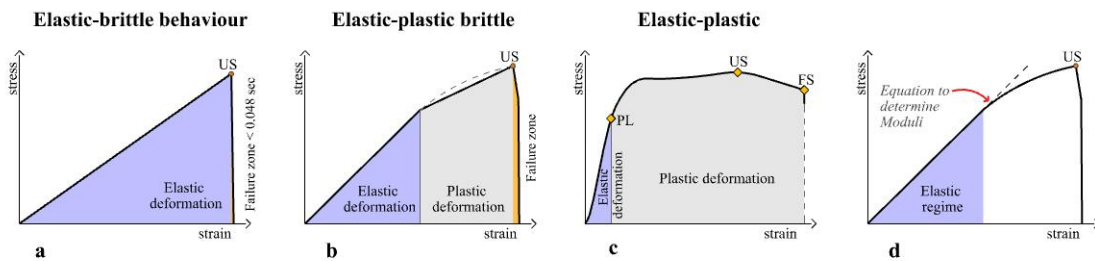 Elastic-brittle behaviour
stress
US
Elastic
deformation
Failure zone < 0.048 sec
strain
a
Elastic-plastic brittle
stress
US
Elastic
deformation
Plastic
deformation
Failure zone
strain
b
Elastic-plastic
stress
US
FS
PL
Elastic
deformation
Plastic deformation
strain
c
stress
US
Equation to
determine
Moduli
Elastic
regime
strain
d